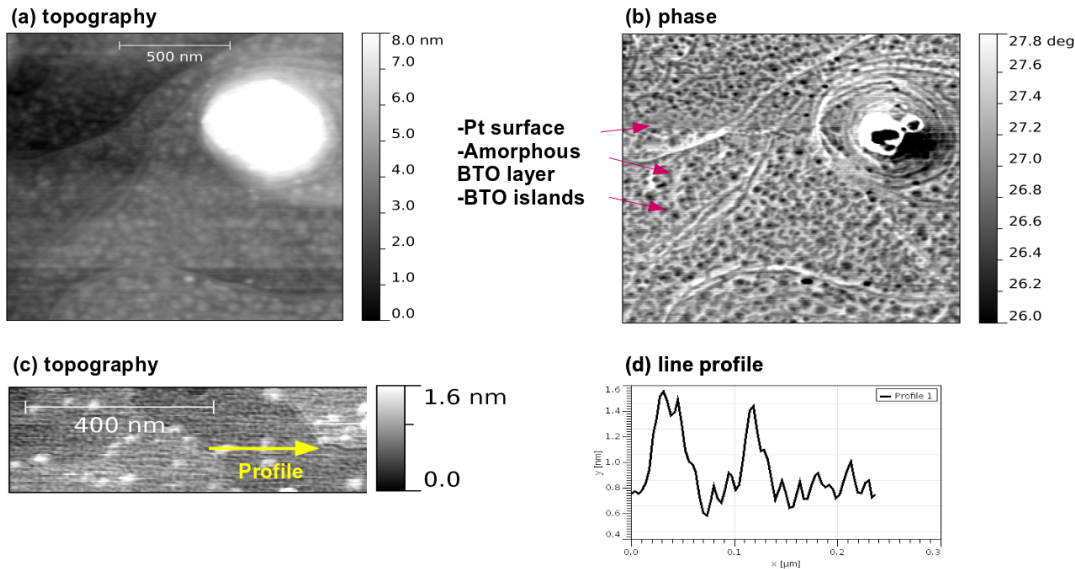 (a) topography
500 nm
8.0 nm
7.0
6.0
5.0
4.0
3.0
2.0
1.0
0.0
-Pt surface
-Amorphous
BTO layer
-BTO islands
(b) phase
27.8 deg
27.6
27.4
27.2
27.0
26.8
26.6
26.4
26.2
26.0
(c) topography
400 nm
Profile
1.6 nm
0.0
(d) line profile
Profile 1
y [nm]
1.6
1.4
1.2
1.0
0.8
0.6
0.4
0.0
0.1
0.2
0.3
x [µm]